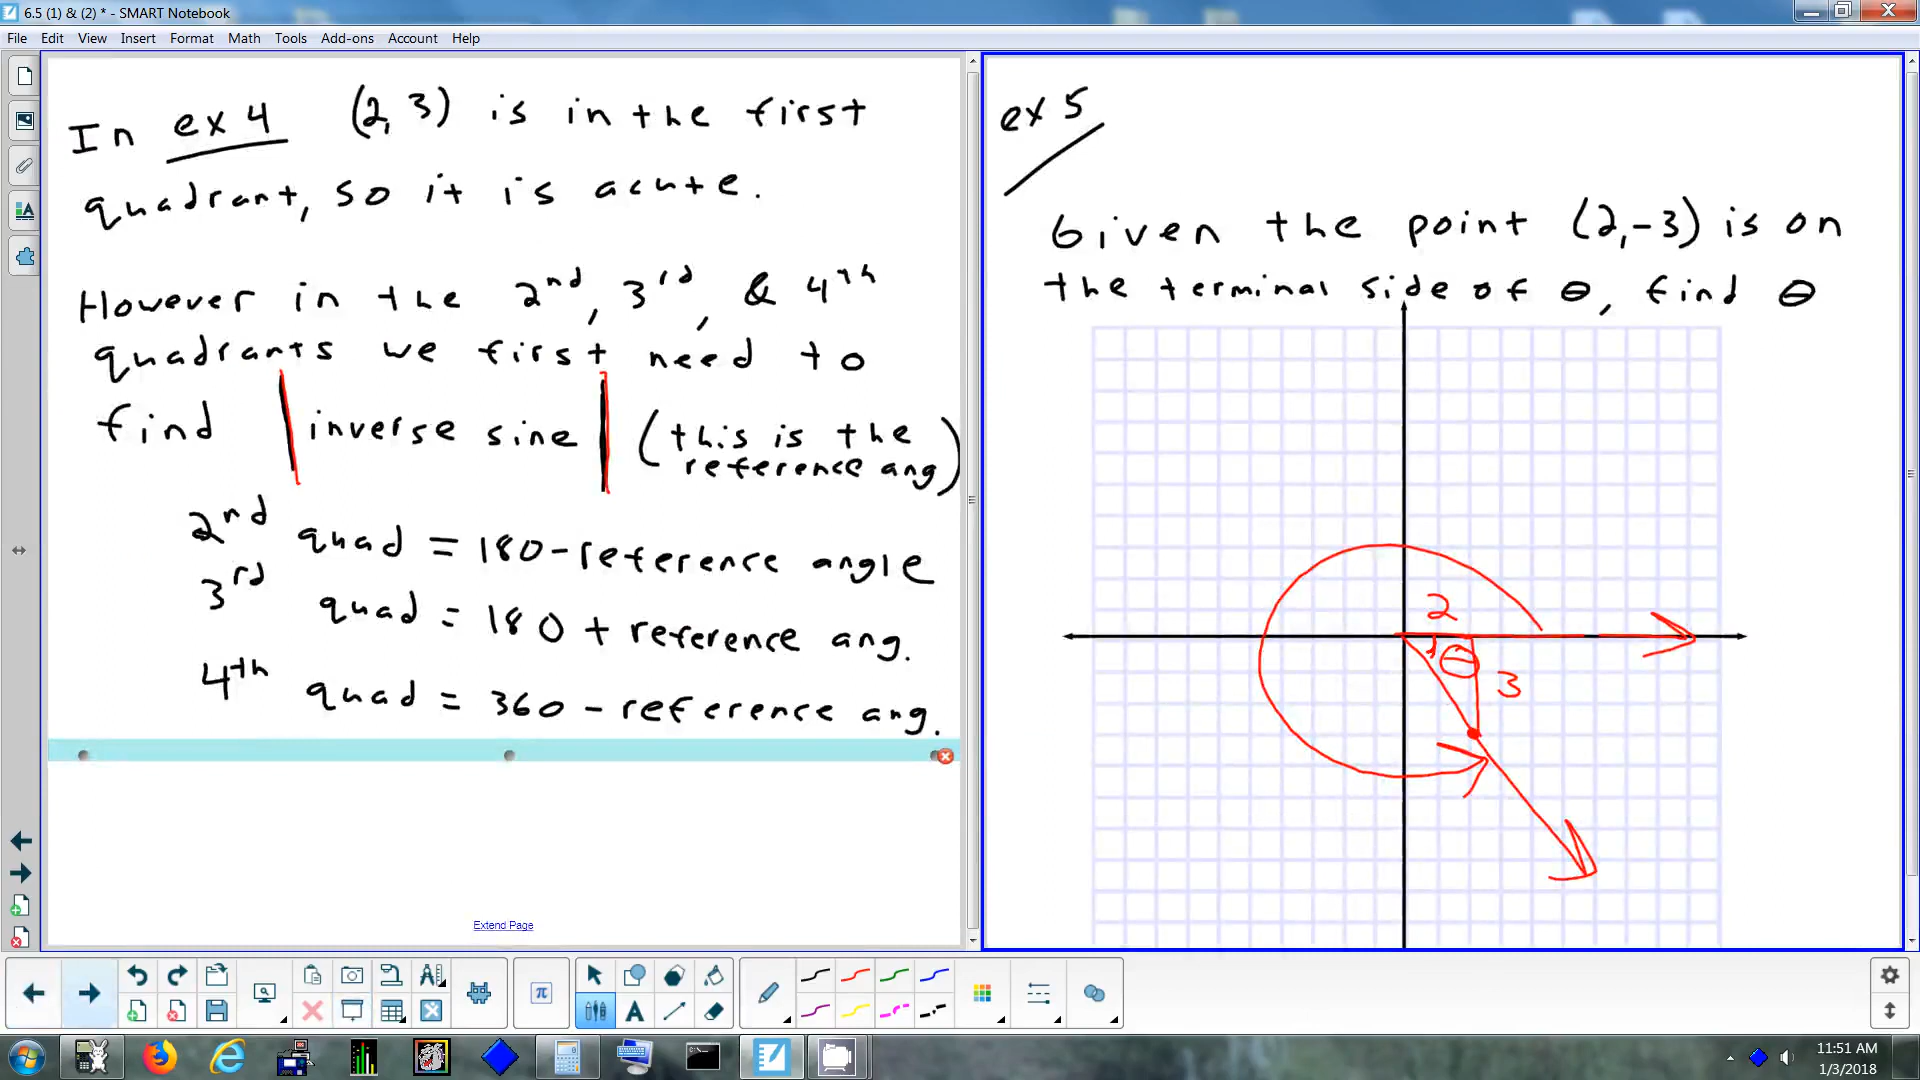 6.5 (1) & (2) * - SMART Notebook
File Edit View Insert Format Math Tools Add-ons Account Help
In ex 4 (2, 3) is in the first
quadrant, so it is acute.
However in the 2nd, 3rd, & 4th
quadrants we first need to
find | inverse sine | (this is the
reference ang)
2nd quad = 180 - reference angle
3rd quad = 180 + reference ang.
4th quad = 360 - reference ang.
Extend Page
ex 5
Given the point (2, -3) is on
the terminal side of θ, find θ
2
θ
3
π
A
11:51 AM
1/3/2018